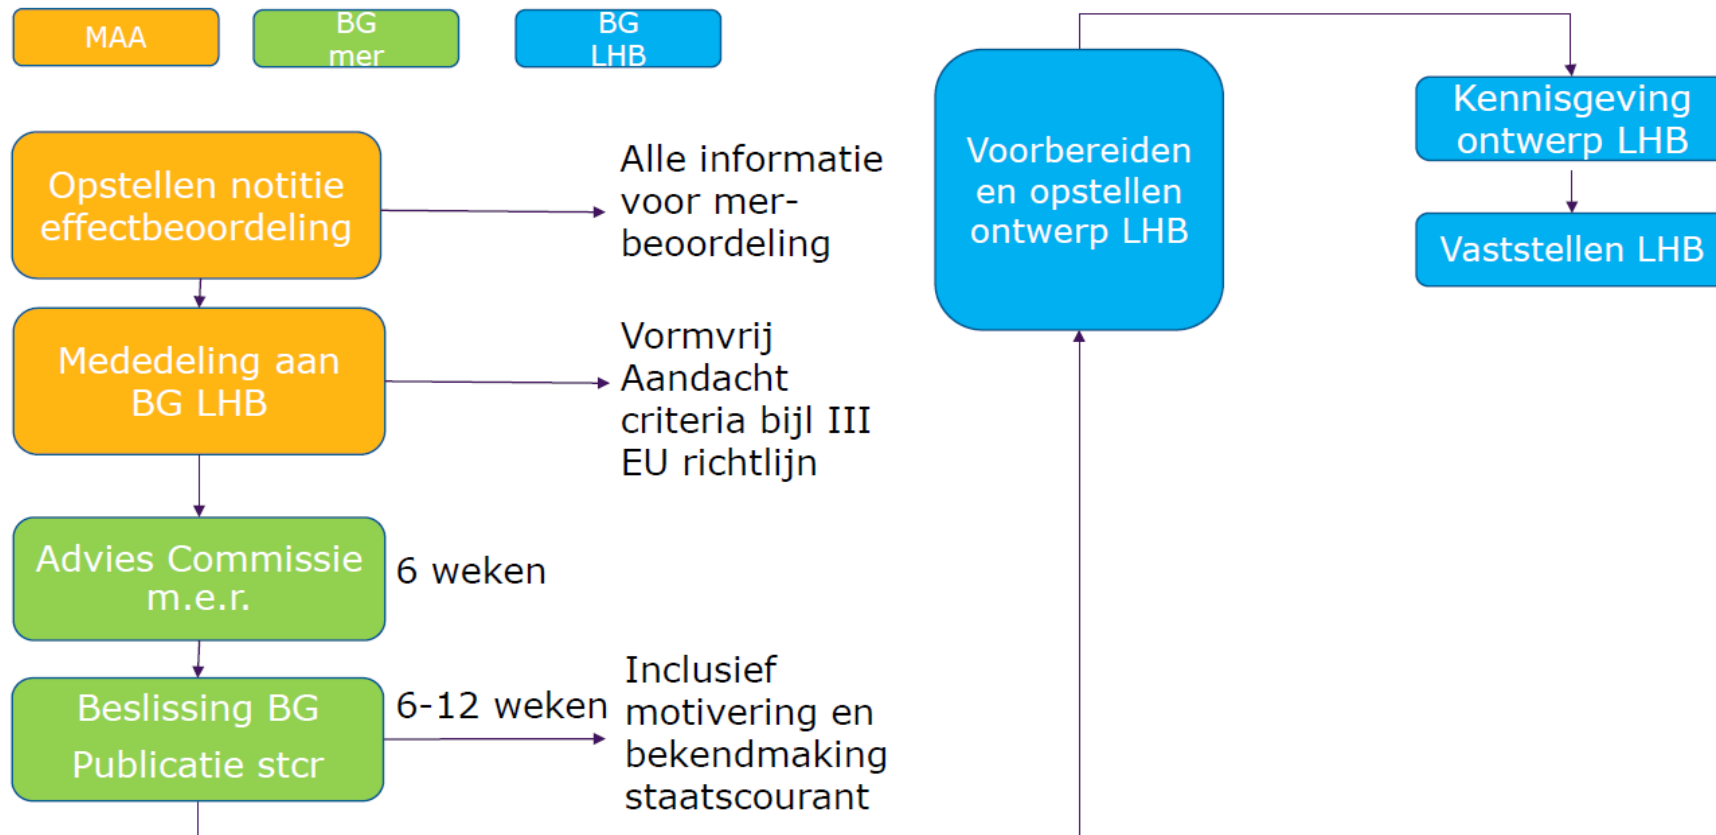 MAA
BG
mer
BG
LHB
Opstellen notitie
effectbeoordeling
Alle informatie
voor mer-
beoordeling
Mededeling aan
BG LHB
Vormvrij
Aandacht
criteria bijl III
EU richtlijn
Advies Commissie
m.e.r.
6 weken
Beslissing BG
Publicatie stcr
6-12 weken
Inclusief
motivering en
bekendmaking
staatscourant
Voorbereiden
en opstellen
ontwerp LHB
Kennisgeving
ontwerp LHB
Vaststellen LHB